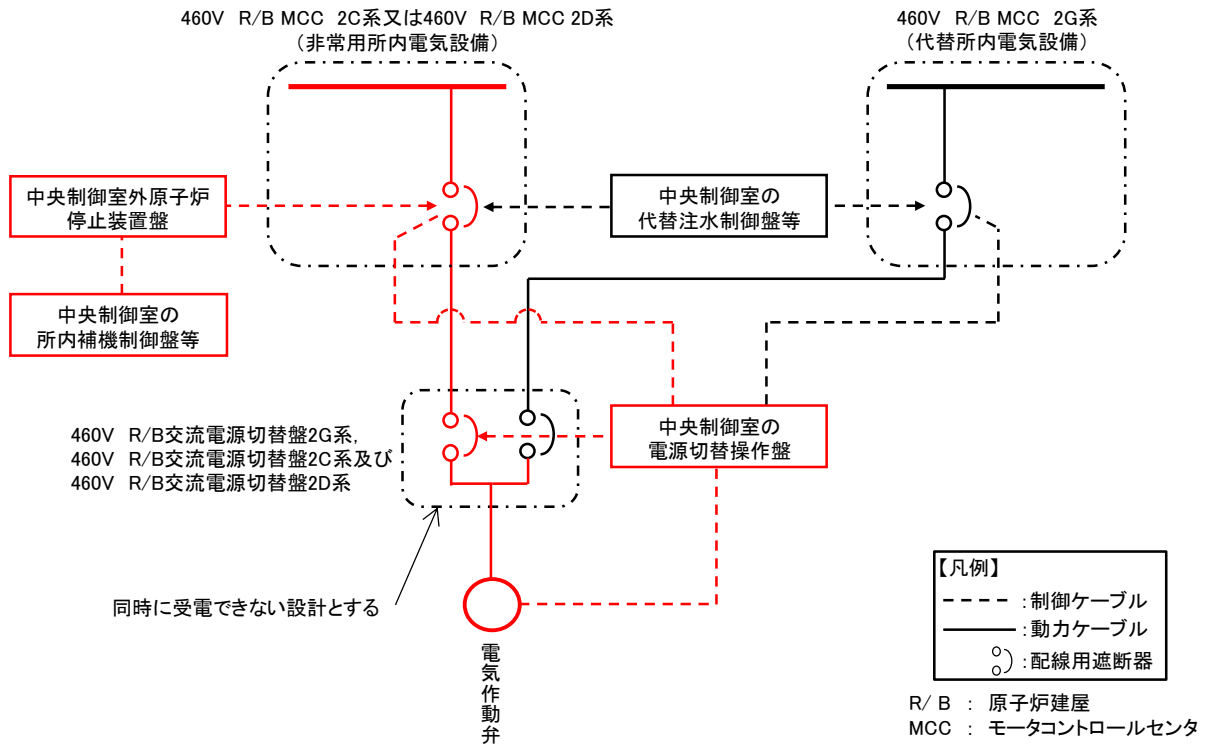 460V R/B MCC 2C系又は460V R/B MCC 2D系
（非常用所内電気設備）
460V R/B MCC 2G系
（代替所内電気設備）
中央制御室外原子炉
停止装置盤
中央制御室の
代替注水制御盤等
中央制御室の
所内補機制御盤等
460V R/B交流電源切替盤2G系，
460V R/B交流電源切替盤2C系及び
460V R/B交流電源切替盤2D系
中央制御室の
電源切替操作盤
同時に受電できない設計とする
電気作動弁
【凡例】
：制御ケーブル
：動力ケーブル
：配線用遮断器
R/B ： 原子炉建屋
MCC ： モータコントロールセンタ